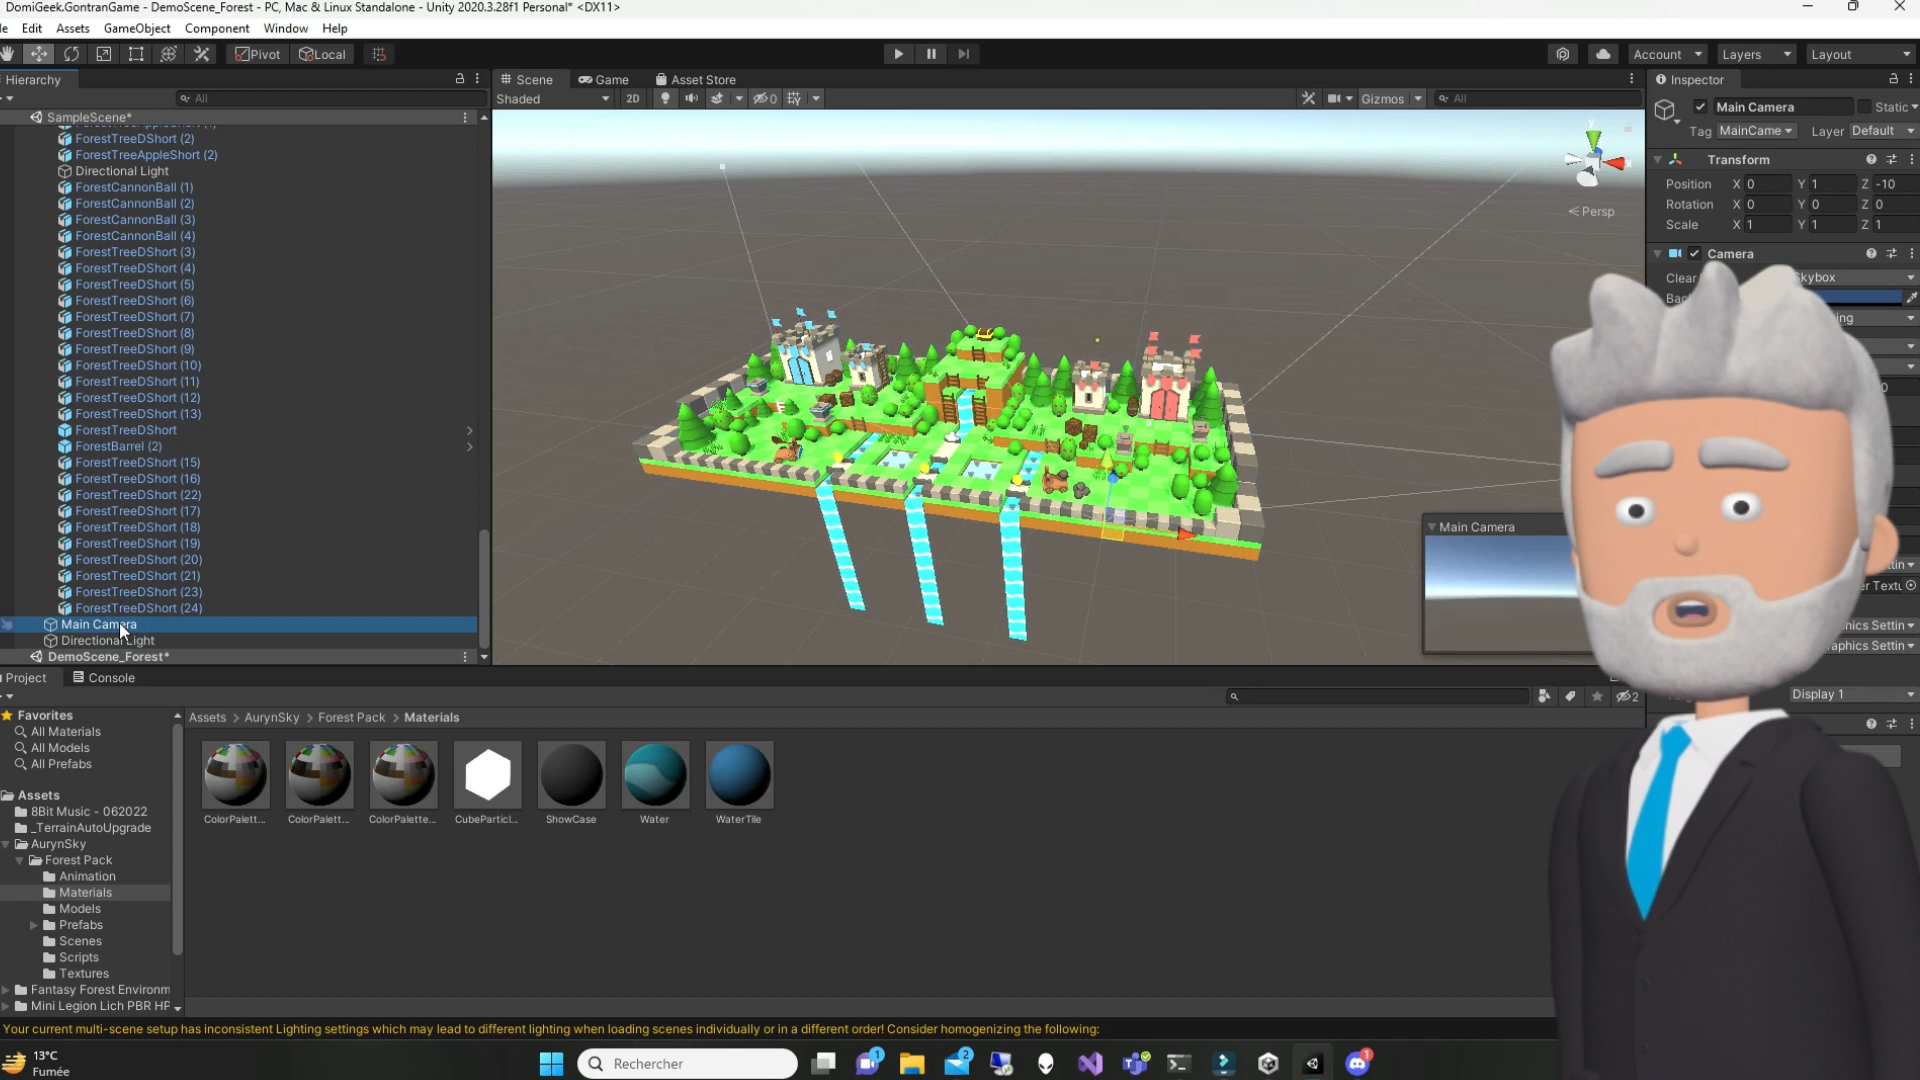 DomiGeek.GontranGame - DemoScene_Forest - PC, Mac & Linux Standalone - Unity 2020.3.28f1 Personal* <DX11>
Edit Assets GameObject Component Window Help
Pivot Local Account Layers Layout
Hierarchy
All
SampleScene*
ForestTreeDShort (2)
ForestTreeAppleShort (2)
Directional Light
ForestCannonBall (1)
ForestCannonBall (2)
ForestCannonBall (3)
ForestCannonBall (4)
ForestTreeDShort (3)
ForestTreeDShort (4)
ForestTreeDShort (5)
ForestTreeDShort (6)
ForestTreeDShort (7)
ForestTreeDShort (8)
ForestTreeDShort (9)
ForestTreeDShort (10)
ForestTreeDShort (11)
ForestTreeDShort (12)
ForestTreeDShort (13)
ForestTreeDShort
ForestBarrel (2)
ForestTreeDShort (15)
ForestTreeDShort (16)
ForestTreeDShort (22)
ForestTreeDShort (17)
ForestTreeDShort (18)
ForestTreeDShort (19)
ForestTreeDShort (20)
ForestTreeDShort (21)
ForestTreeDShort (23)
ForestTreeDShort (24)
Main Camera
Directional Light
DemoScene_Forest*
Scene Game Asset Store
Shaded 2D 0 Gizmos All
y
x
Persp
Main Camera
Inspector
Main Camera Static
Tag MainCame Layer Default
Transform
Position X 0 Y 1 Z -10
Rotation X 0 Y 0 Z 0
Scale X 1 Y 1 Z 1
Camera
Clear Skybox
Display 1
Project Console
2
Favorites
All Materials
All Models
All Prefabs
Assets
8Bit Music - 062022
_TerrainAutoUpgrade
AurynSky
Forest Pack
Animation
Materials
Models
Prefabs
Scenes
Scripts
Textures
Fantasy Forest Environm
Mini Legion Lich PBR HP
Assets > AurynSky > Forest Pack > Materials
ColorPalett... ColorPalett... ColorPalette... CubeParticl... ShowCase Water WaterTile
Your current multi-scene setup has inconsistent Lighting settings which may lead to different lighting when loading scenes individually or in a different order! Consider homogenizing the following:
13°C
Fumée
Rechercher
1
2
1